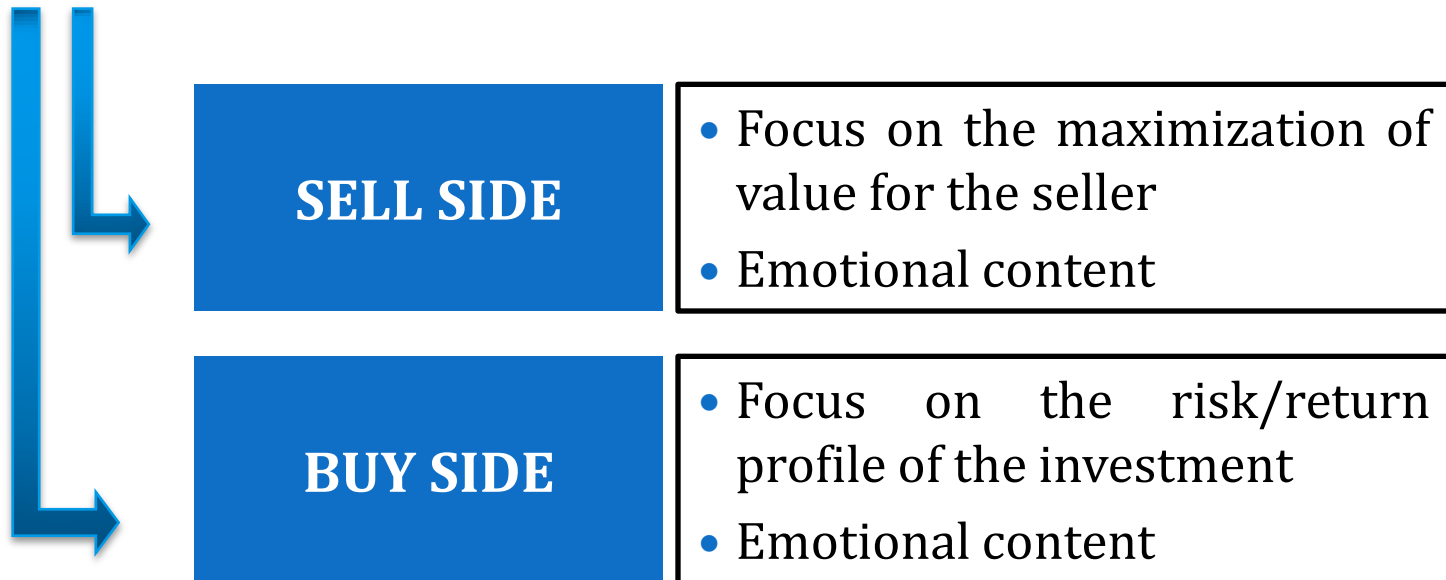 SELL SIDE
• Focus on the maximization of
value for the seller
• Emotional content
BUY SIDE
• Focus on the risk/return
profile of the investment
• Emotional content